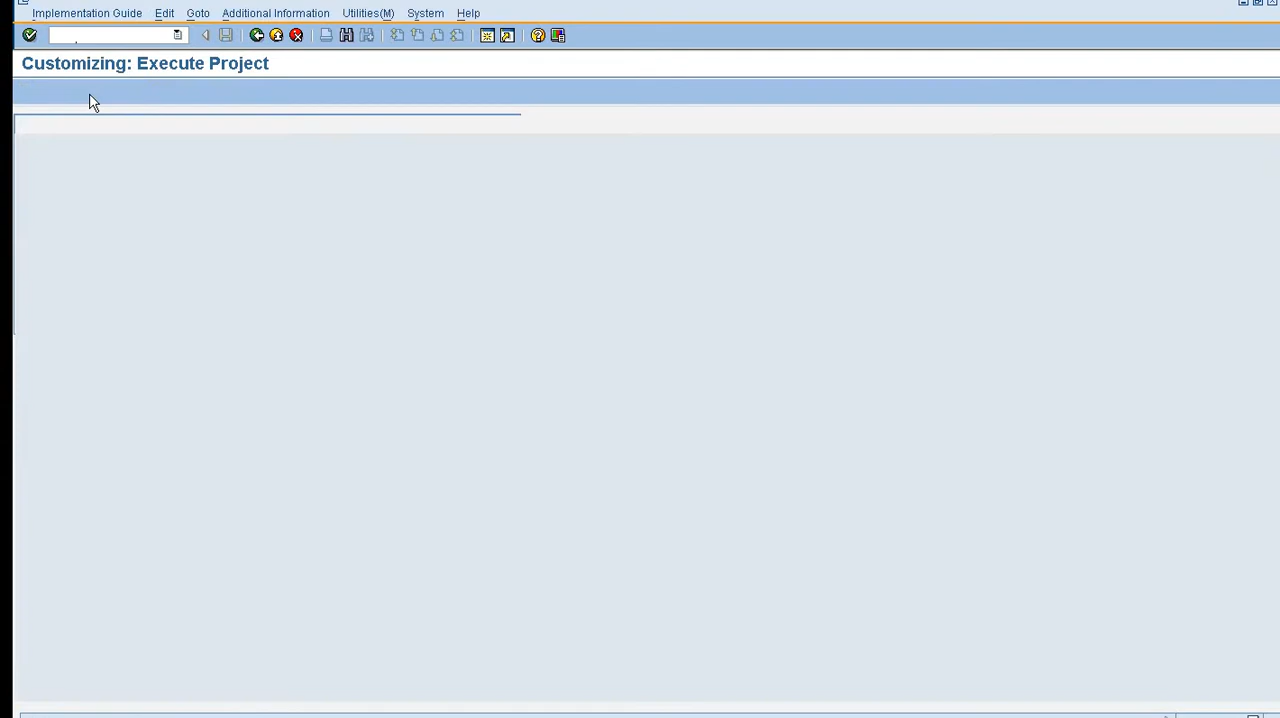 Implementation Guide Edit Goto Additional Information Utilities(M) System Help
Customizing: Execute Project